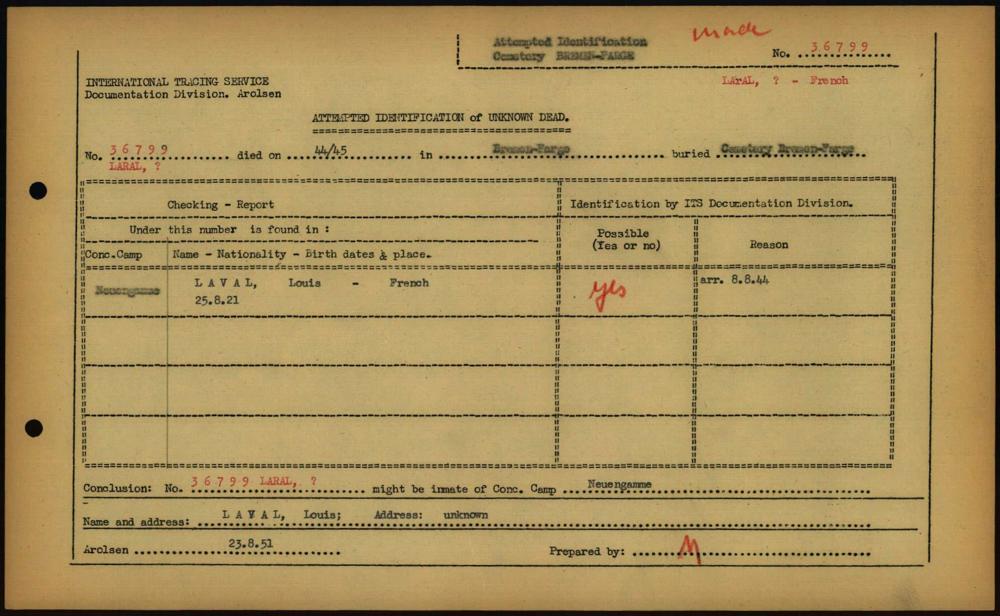 Attempted Identification
Cemetery BREMEN-FARGE
made
No. 36799
LArAL, ? - French
INTERNATIONAL TRACING SERVICE
Documentation Division. Arolsen
ATTEMPTED IDENTIFICATION of UNKNOWN DEAD.
No. 36799 died on 44/45 in Bremen-Farge buried Cemetery Bremen-Farge
LARAL, ?
Checking - Report
Identification by ITS Documentation Division.
Under this number is found in :
Possible
(Yes or no)
Reason
Conc.Camp
Name - Nationality - Birth dates & place.
Neuengamme
L A V A L, Louis - French
25.8.21
yes
arr. 8.8.44
Conclusion: No. 36799 LARAL, ? might be inmate of Conc. Camp Neuengamme
Name and address: L A V A L, Louis; Address: unknown
Arolsen 23.8.51
Prepared by: